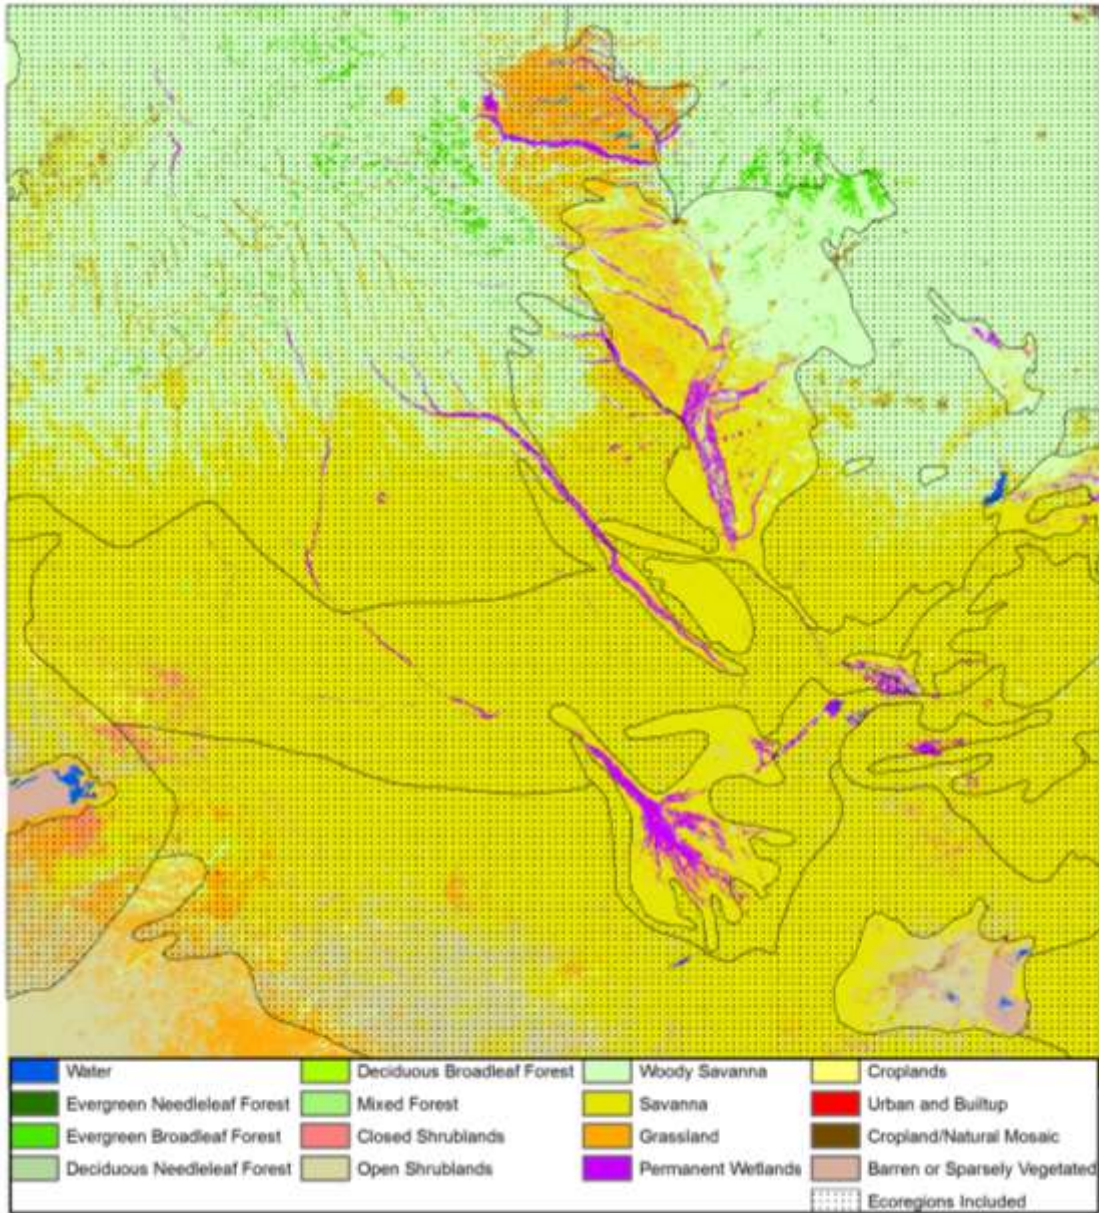 Water
Deciduous Broadleaf Forest
Woody Savanna
Croplands
Evergreen Needleleaf Forest
Mixed Forest
Savanna
Urban and Builtup
Evergreen Broadleaf Forest
Closed Shrublands
Grassland
Cropland/Natural Mosaic
Deciduous Needleleaf Forest
Open Shrublands
Permanent Wetlands
Barren or Sparsely Vegetated
Ecoregions Included